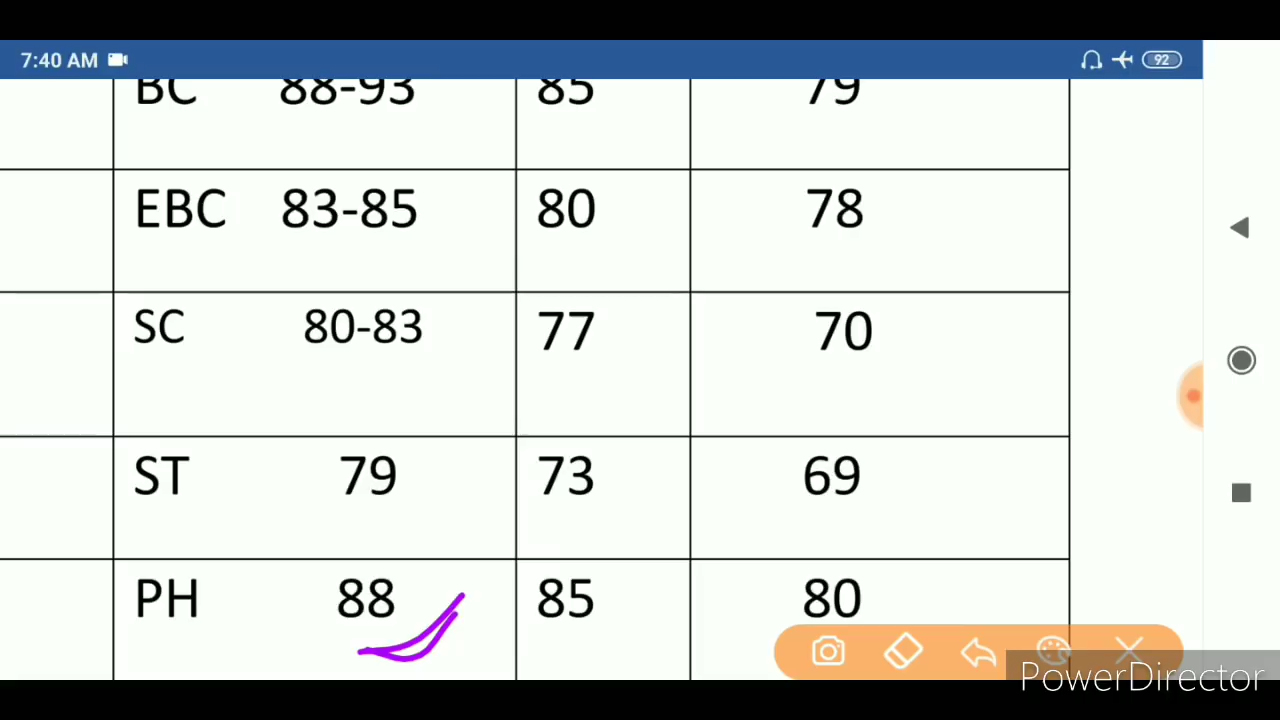 7:40 AM 92
BC 88-93 85 79
EBC 83-85 80 78
SC 80-83 77 70
ST 79 73 69
PH 88 85 80
PowerDirector